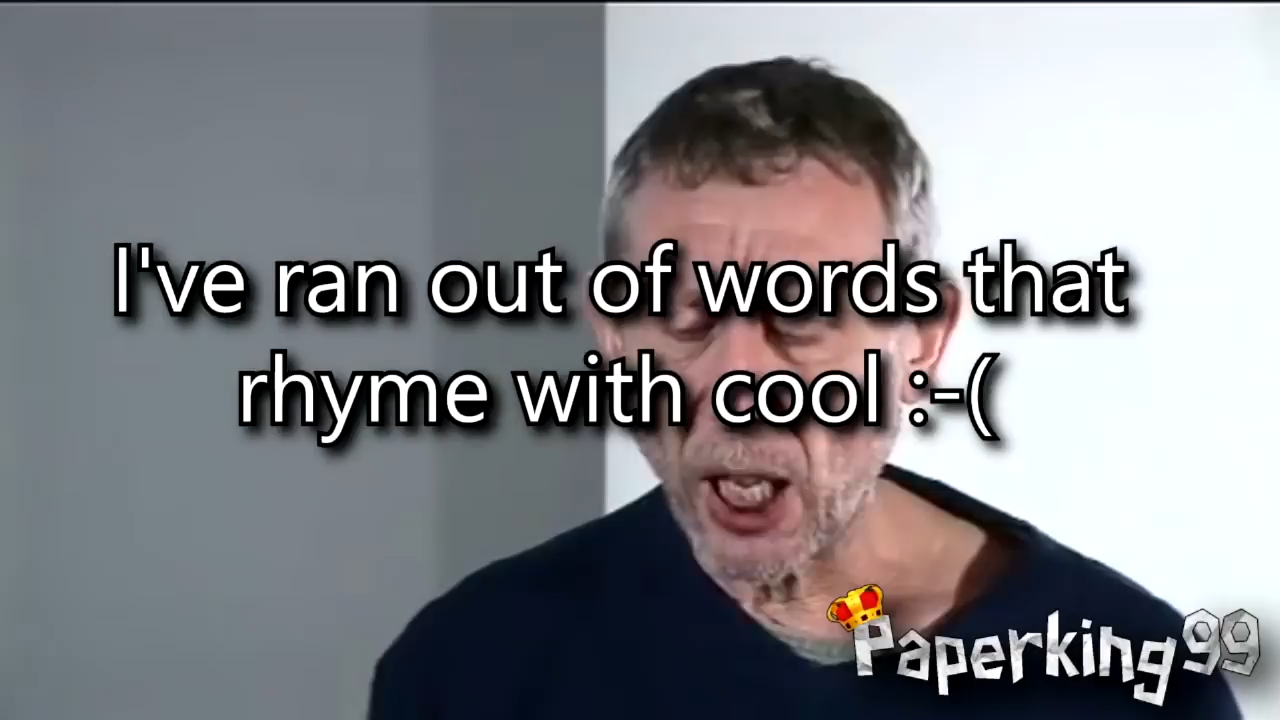 I've ran out of words that
rhyme with cool :-(
Paperking99